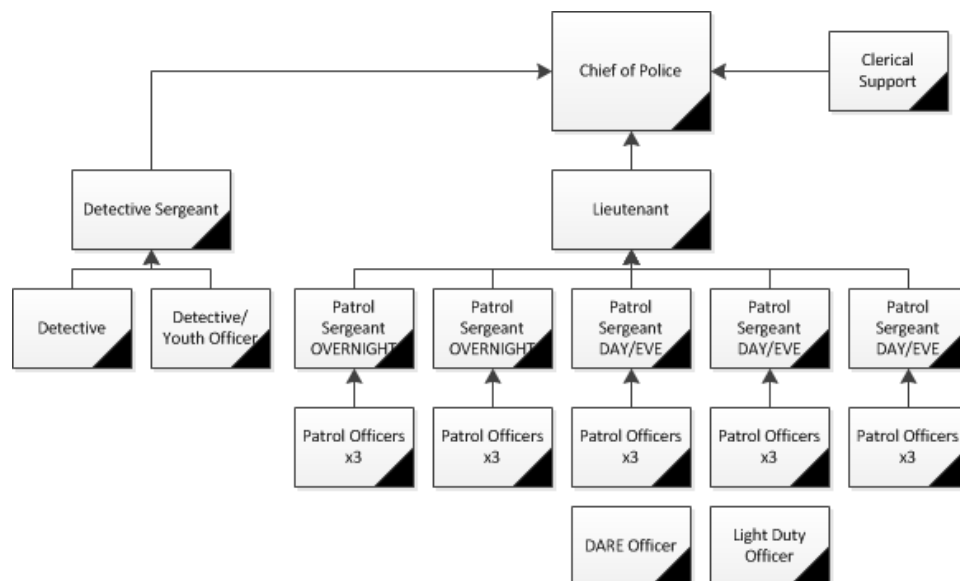 Chief of Police
Clerical
Support
Detective Sergeant
Lieutenant
Detective
Detective/
Youth Officer
Patrol
Sergeant
OVERNIGHT
Patrol
Sergeant
OVERNIGHT
Patrol
Sergeant
DAY/EVE
Patrol
Sergeant
DAY/EVE
Patrol
Sergeant
DAY/EVE
Patrol Officers
x3
Patrol Officers
x3
Patrol Officers
x3
Patrol Officers
x3
Patrol Officers
x3
DARE Officer
Light Duty
Officer